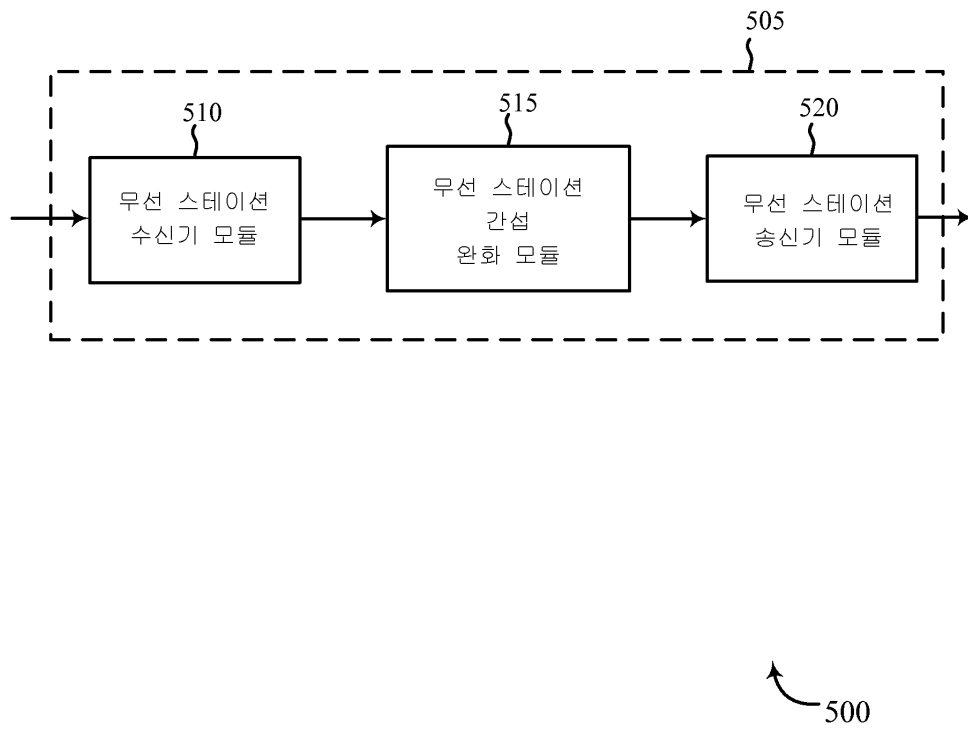 505
510
무선 스테이션
수신기 모듈
515
무선 스테이션
간섭
완화 모듈
520
무선 스테이션
송신기 모듈
500